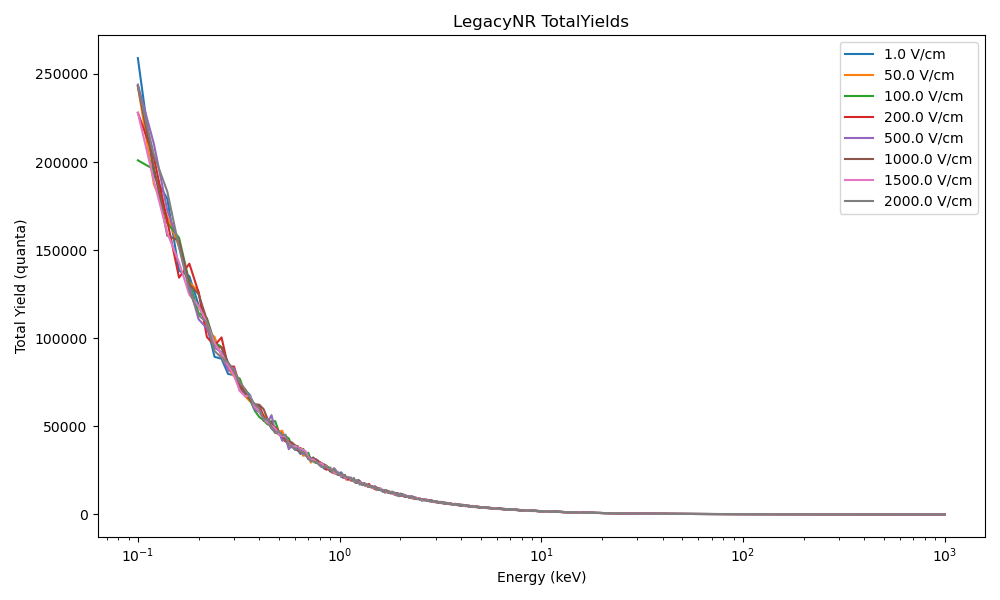 LegacyNR TotalYields
Total Yield (quanta)
250000
200000
150000
100000
50000
0
10⁻¹
10⁰
10¹
10²
10³
Energy (keV)
1.0 V/cm
50.0 V/cm
100.0 V/cm
200.0 V/cm
500.0 V/cm
1000.0 V/cm
1500.0 V/cm
2000.0 V/cm